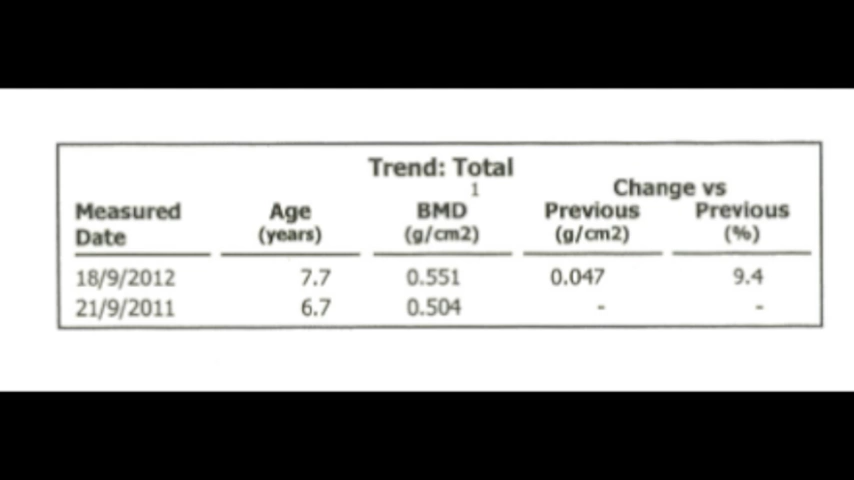 Trend: Total
1
Change vs
Measured Age BMD Previous Previous
Date (years) (g/cm2) (g/cm2) (%)
18/9/2012 7.7 0.551 0.047 9.4
21/9/2011 6.7 0.504 - -